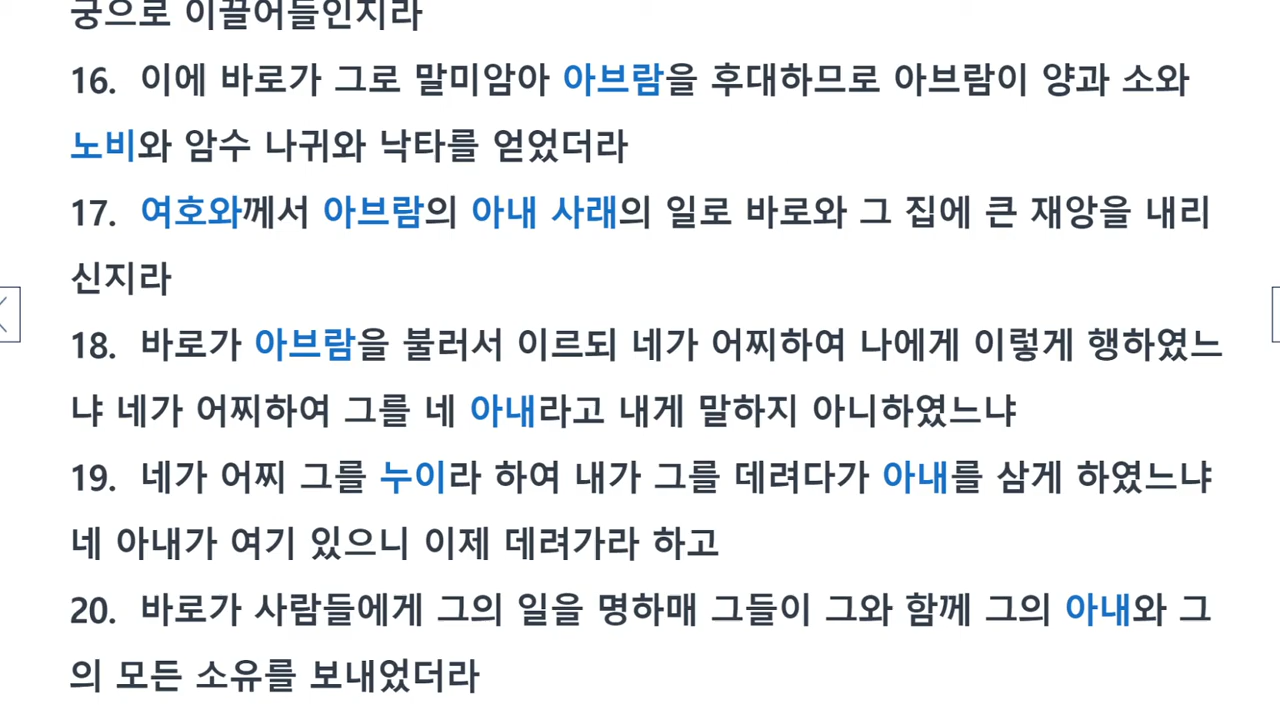 궁으로 이끌어들인지라
16. 이에 바로가 그로 말미암아 아브람을 후대하므로 아브람이 양과 소와
노비와 암수 나귀와 낙타를 얻었더라
17. 여호와께서 아브람의 아내 사래의 일로 바로와 그 집에 큰 재앙을 내리
신지라
18. 바로가 아브람을 불러서 이르되 네가 어찌하여 나에게 이렇게 행하였느
냐 네가 어찌하여 그를 네 아내라고 내게 말하지 아니하였느냐
19. 네가 어찌 그를 누이라 하여 내가 그를 데려다가 아내를 삼게 하였느냐
네 아내가 여기 있으니 이제 데려가라 하고
20. 바로가 사람들에게 그의 일을 명하매 그들이 그와 함께 그의 아내와 그
의 모든 소유를 보내었더라